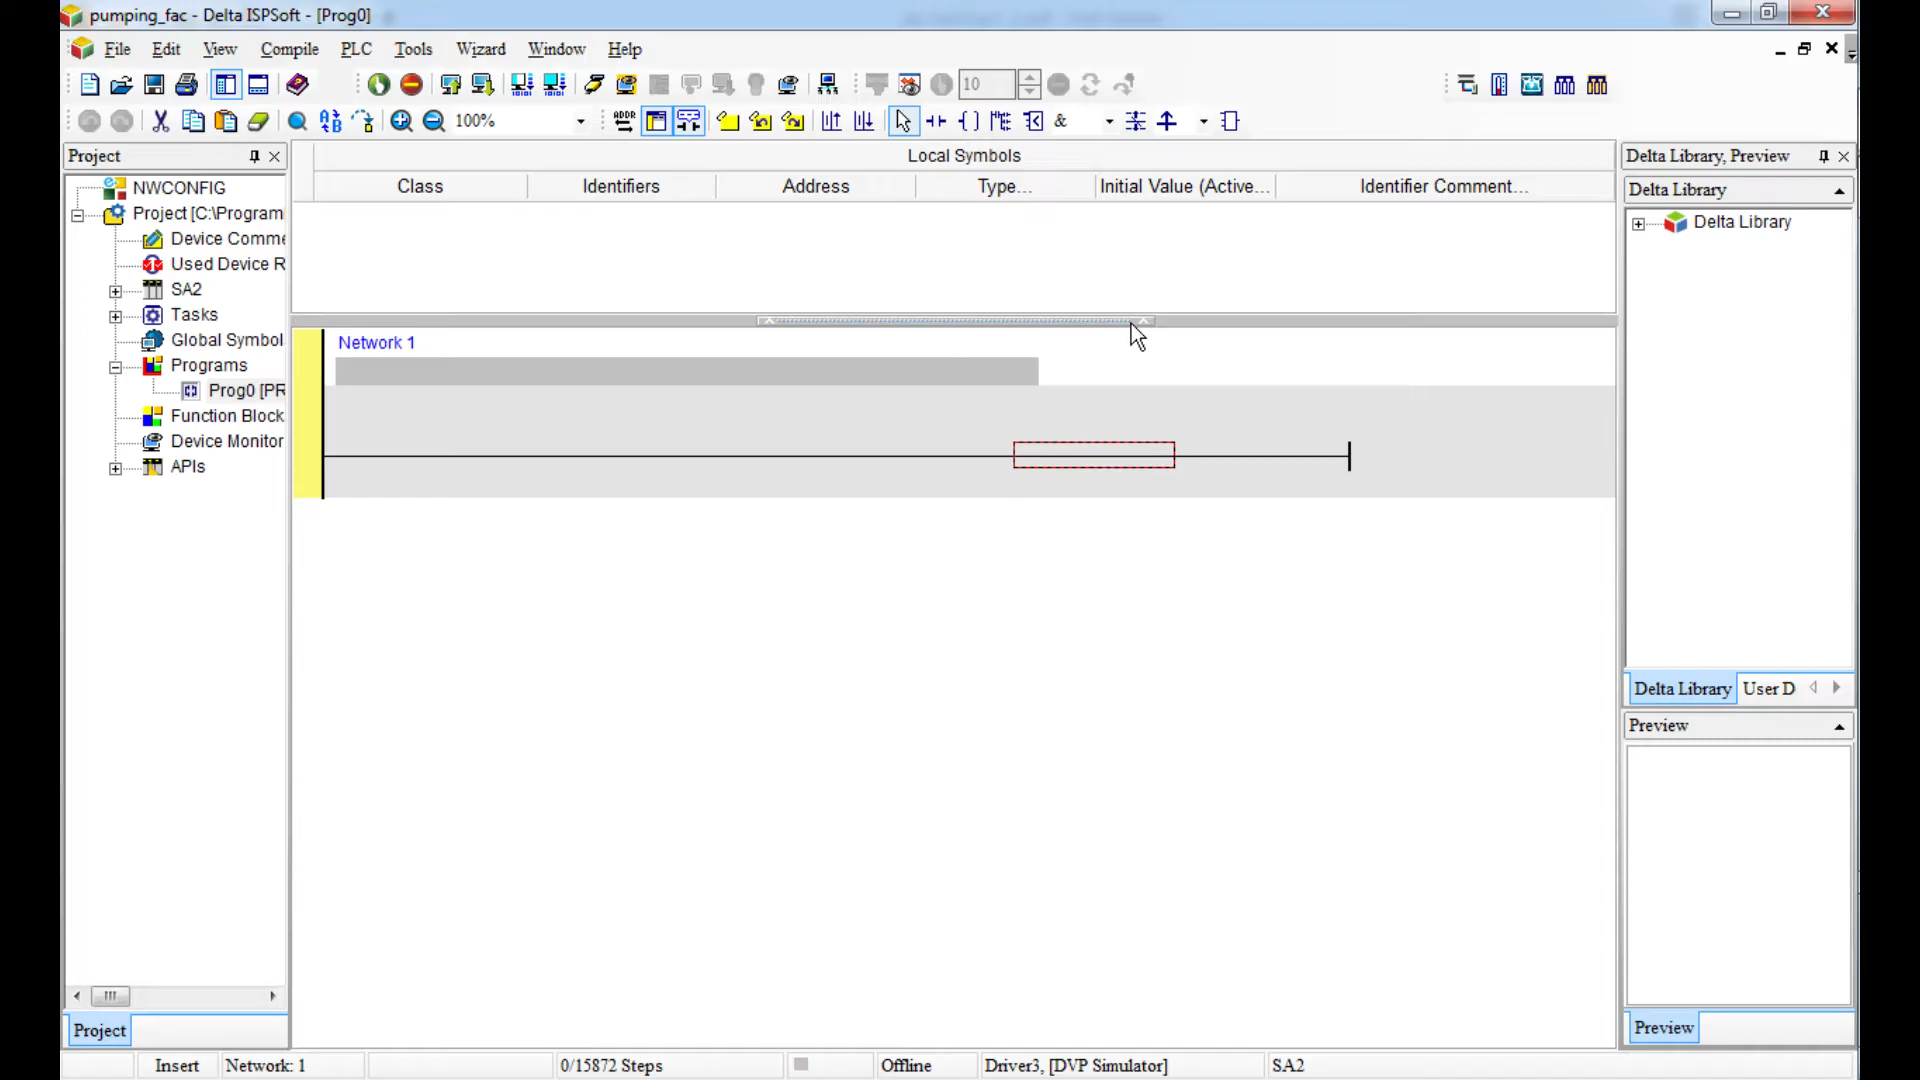 pumping_fac - Delta ISPSoft - [Prog0]
File Edit View Compile PLC Tools Wizard Window Help
10
100% ADDR &
Project
NWCONFIG
Project [C:\Program
Device Comme
Used Device R
SA2
Tasks
Global Symbol
Programs
Prog0 [PR
Function Block
Device Monitor
APIs
Project
Local Symbols
Class Identifiers Address Type... Initial Value (Active... Identifier Comment...
Network 1
Delta Library, Preview
Delta Library
Delta Library
Delta Library User D
Preview
Preview
Insert Network: 1 0/15872 Steps Offline Driver3, [DVP Simulator] SA2